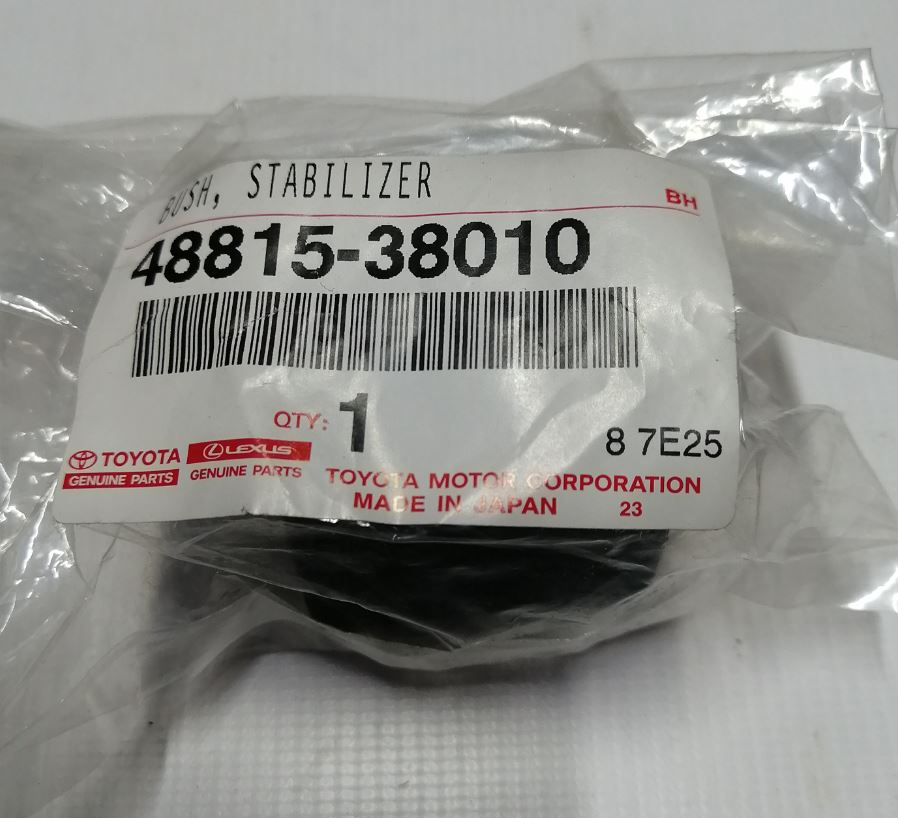 BUSH, STABILIZER
BH
48815-38010
QTY: 1
8 7E25
TOYOTA
GENUINE PARTS
LEXUS
GENUINE PARTS
TOYOTA MOTOR CORPORATION
MADE IN JAPAN
23